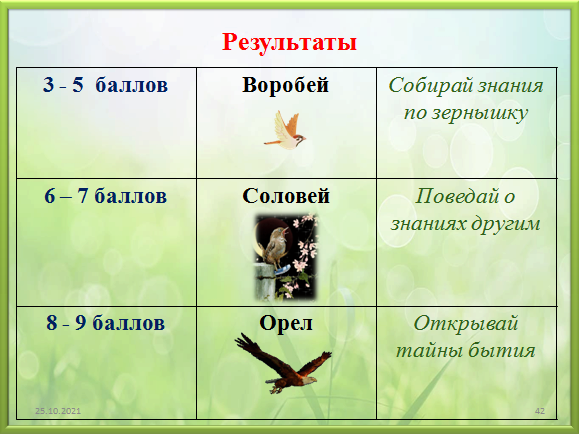 Результаты
3 - 5 баллов
Воробей
Собирай знания
по зернышку
6 – 7 баллов
Соловей
Поведай о
знаниях другим
8 - 9 баллов
Орел
Открывай
тайны бытия
25.10.2021
42